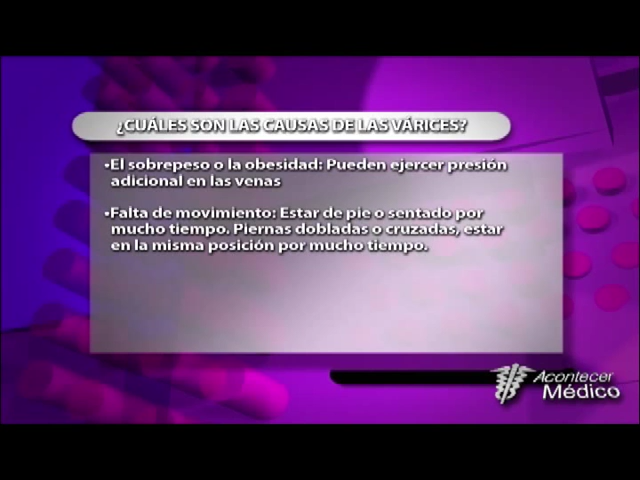 ¿CUÁLES SON LAS CAUSAS DE LAS VÁRICES?
•El sobrepeso o la obesidad: Pueden ejercer presión
adicional en las venas
•Falta de movimiento: Estar de pie o sentado por
mucho tiempo. Piernas dobladas o cruzadas, estar
en la misma posición por mucho tiempo.
Acontecer
Médico